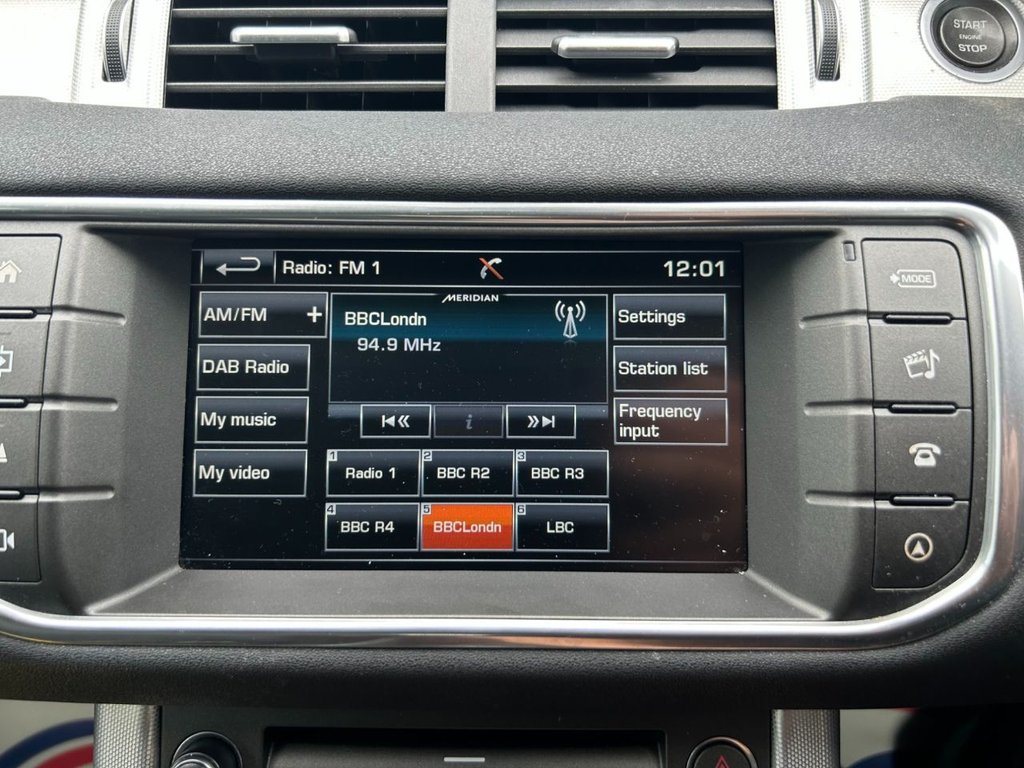 START
ENGINE
STOP
Radio: FM 1
12:01
MERIDIAN
AM/FM +
BBCLondn
94.9 MHz
Settings
DAB Radio
Station list
My music
i
Frequency
input
My video
1 Radio 1
2 BBC R2
3 BBC R3
4 BBC R4
5 BBCLondn
6 LBC
MODE